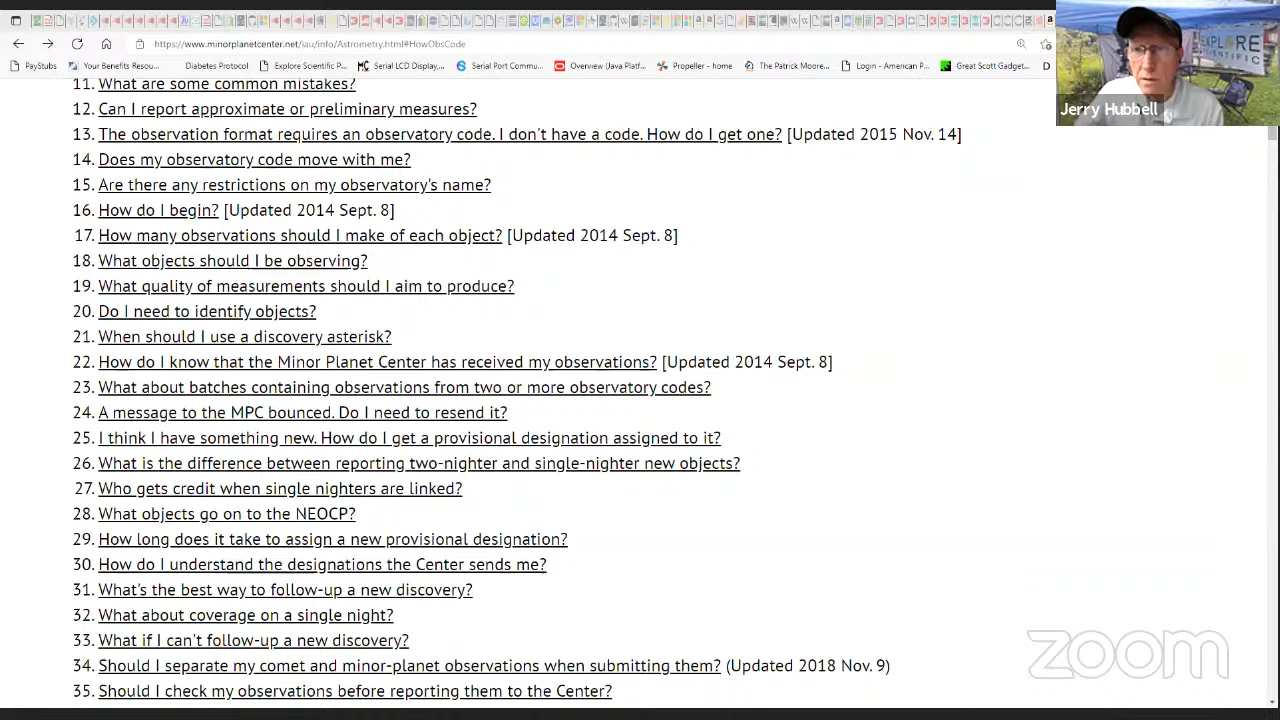 https://www.minorplanetcenter.net/iau/info/Astrometry.html#HowObsCode
PayStubs
Your Benefits Resou...
Diabetes Protocol
Explore Scientific P...
Serial LCD Display,...
Serial Port Commu...
Overview (Java Platf...
Propeller - home
The Patrick Moore...
Login - American P...
Great Scott Gadget...
D
EXPLORE
SCIENTIFIC
Jerry Hubbell
11. What are some common mistakes?
12. Can I report approximate or preliminary measures?
13. The observation format requires an observatory code. I don't have a code. How do I get one? [Updated 2015 Nov. 14]
14. Does my observatory code move with me?
15. Are there any restrictions on my observatory's name?
16. How do I begin? [Updated 2014 Sept. 8]
17. How many observations should I make of each object? [Updated 2014 Sept. 8]
18. What objects should I be observing?
19. What quality of measurements should I aim to produce?
20. Do I need to identify objects?
21. When should I use a discovery asterisk?
22. How do I know that the Minor Planet Center has received my observations? [Updated 2014 Sept. 8]
23. What about batches containing observations from two or more observatory codes?
24. A message to the MPC bounced. Do I need to resend it?
25. I think I have something new. How do I get a provisional designation assigned to it?
26. What is the difference between reporting two-nighter and single-nighter new objects?
27. Who gets credit when single nighters are linked?
28. What objects go on to the NEOCP?
29. How long does it take to assign a new provisional designation?
30. How do I understand the designations the Center sends me?
31. What's the best way to follow-up a new discovery?
32. What about coverage on a single night?
33. What if I can't follow-up a new discovery?
34. Should I separate my comet and minor-planet observations when submitting them? (Updated 2018 Nov. 9)
35. Should I check my observations before reporting them to the Center?
zoom